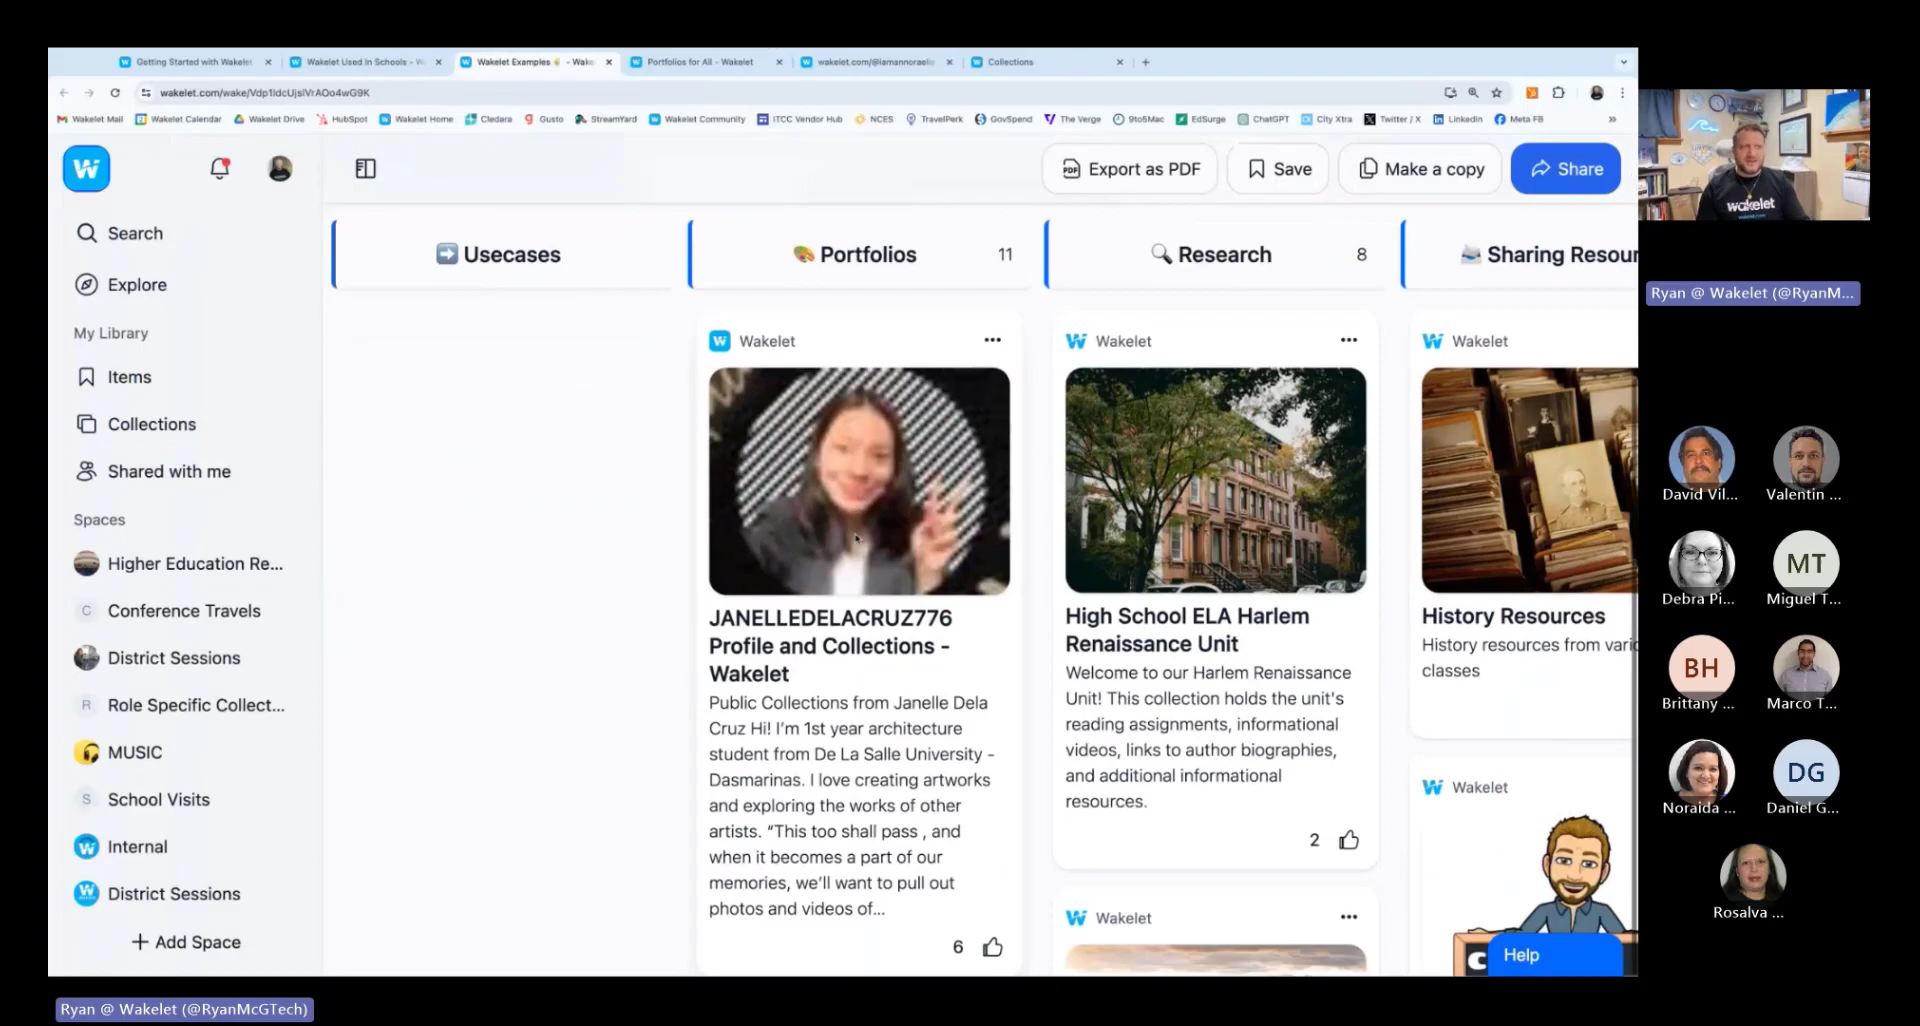 Getting Started with Wakelet
Wakelet Used in Schools - W
Wakelet Examples - Wake
Portfolios for All - Wakelet
wakelet.com/@iamannoraeli
Collections
wakelet.com/wake/Vdp1IdcUjslVrAOo4wG9K
Wakelet Mail
Wakelet Calendar
Wakelet Drive
HubSpot
Wakelet Home
Cledara
Gusto
StreamYard
Wakelet Community
ITCC Vendor Hub
NCES
TravelPerk
GovSpend
The Verge
9to5Mac
EdSurge
ChatGPT
City Xtra
Twitter / X
LinkedIn
Meta FB
Export as PDF
Save
Make a copy
Share
Search
Explore
My Library
Items
Collections
Shared with me
Spaces
Higher Education Re...
C Conference Travels
District Sessions
R Role Specific Collect...
MUSIC
S School Visits
Internal
District Sessions
+ Add Space
Usecases
Portfolios 11
Research 8
Sharing Resour
Wakelet
JANELLEDELACRUZ776
Profile and Collections -
Wakelet
Public Collections from Janelle Dela
Cruz Hi! I'm 1st year architecture
student from De La Salle University -
Dasmarinas. I love creating artworks
and exploring the works of other
artists. “This too shall pass , and
when it becomes a part of our
memories, we'll want to pull out
photos and videos of...
6
Wakelet
High School ELA Harlem
Renaissance Unit
Welcome to our Harlem Renaissance
Unit! This collection holds the unit's
reading assignments, informational
videos, links to author biographies,
and additional informational
resources.
2
Wakelet
Wakelet
History Resources
History resources from vario
classes
Wakelet
Help
wakelet
Ryan @ Wakelet (@RyanM...
David Vil...
Valentin ...
Debra Pi...
MT
Miguel T...
BH
Brittany ...
Marco T...
Noraida ...
DG
Daniel G...
Rosalva ...
Ryan @ Wakelet (@RyanMcGTech)